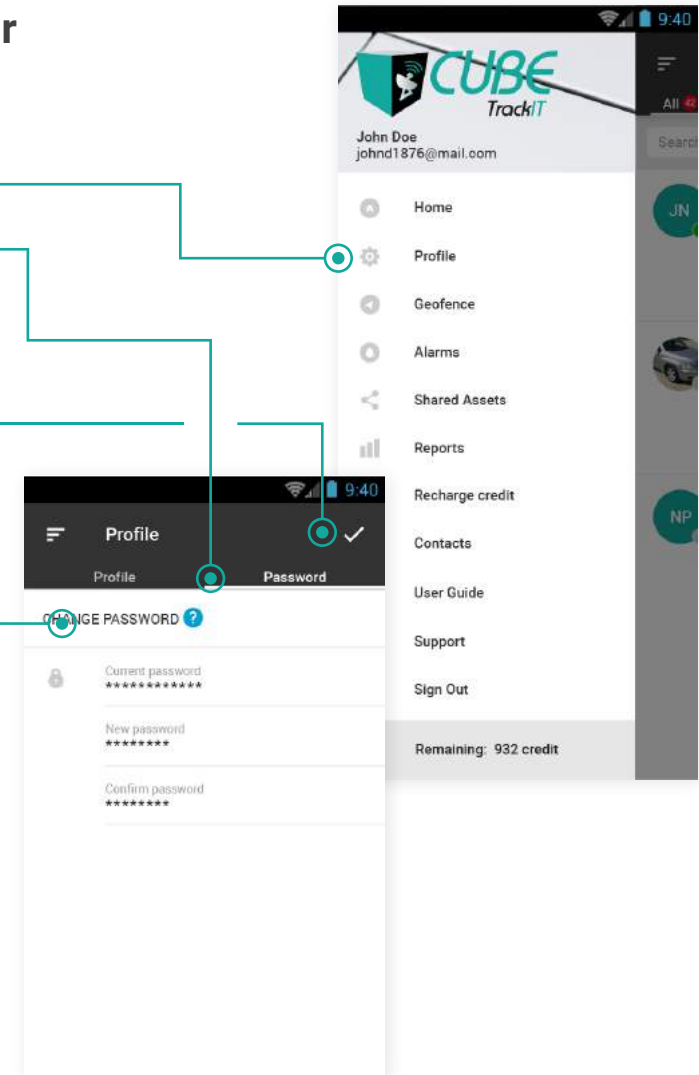 r
9:40
CUBE
TrackIT
John Doe
johnd1876@mail.com
Home
Profile
Geofence
Alarms
Shared Assets
Reports
Recharge credit
Contacts
User Guide
Support
Sign Out
Remaining: 932 credit
All 42
Search
JN
NP
9:40
Profile
Profile
Password
CHANGE PASSWORD ?
Current password
************
New password
********
Confirm password
********